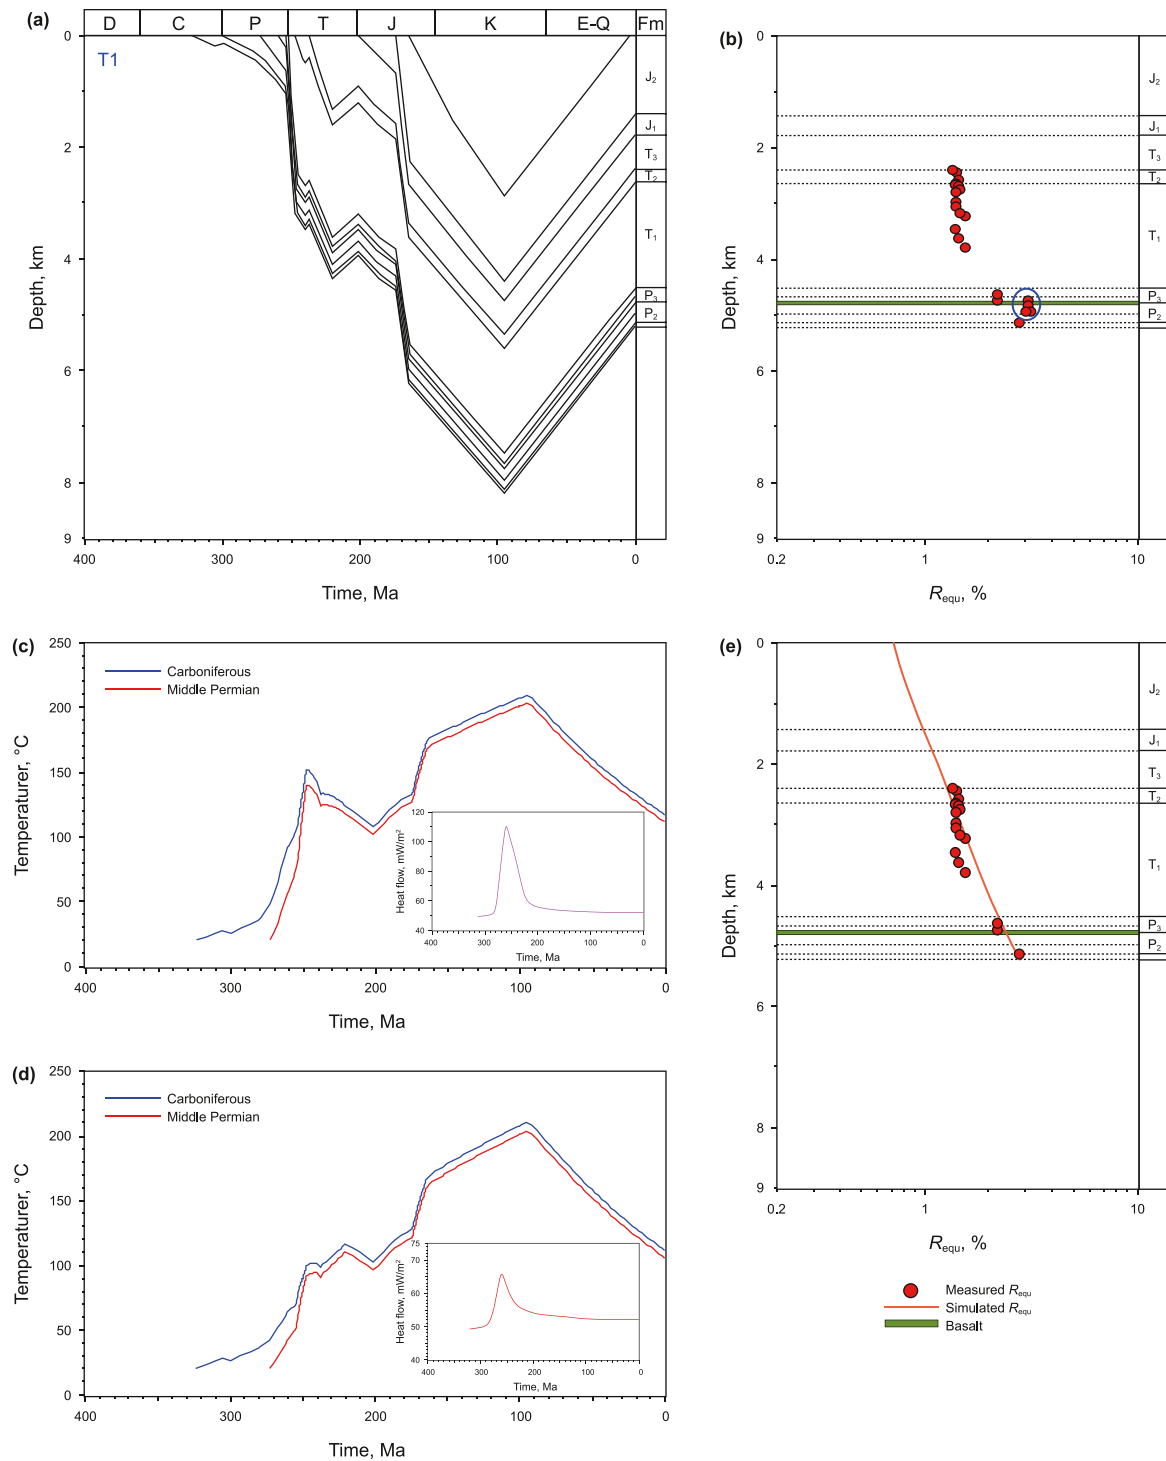 (a)
D C P T J K E-Q Fm
T1
0
2
4
6
8
9
Depth, km
J2
J1
T3
T2
T1
P3
P2
400 300 200 100 0
Time, Ma
(b)
0
2
4
6
8
9
Depth, km
J2
J1
T3
T2
T1
P3
P2
0.2 1 10
Requ, %
(c)
250
200
150
100
50
0
Temperaturer, °C
Carboniferous
Middle Permian
120
100
80
60
40
Heat flow, mW/m²
400 300 200 100 0
Time, Ma
400 300 200 100 0
Time, Ma
(d)
250
200
150
100
50
0
Temperaturer, °C
Carboniferous
Middle Permian
75
70
60
50
40
Heat flow, mW/m²
400 300 200 100 0
Time, Ma
400 300 200 100 0
Time, Ma
(e)
0
2
4
6
8
9
Depth, km
J2
J1
T3
T2
T1
P3
P2
0.2 1 10
Requ, %
Measured Requ
Simulated Requ
Basalt